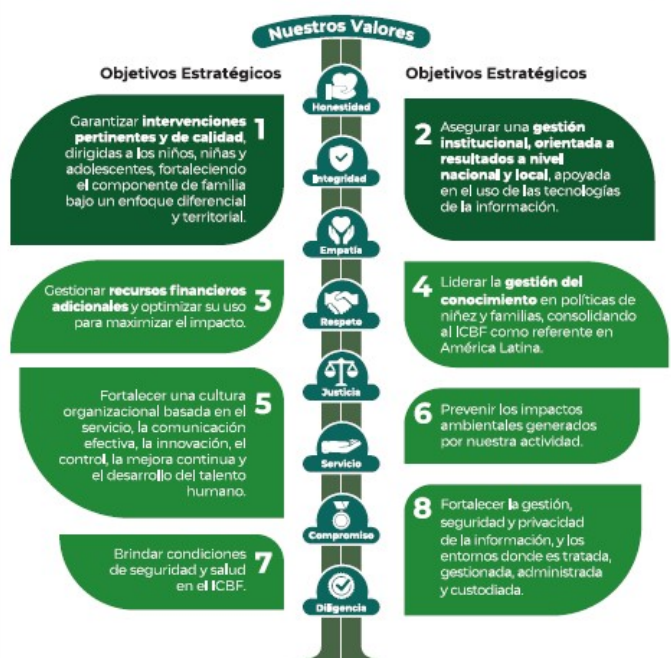 Nuestros Valores
Objetivos Estratégicos
Objetivos Estratégicos
Honestidad
Integridad
Empatía
Respeto
Justicia
Servicio
Compromiso
Diligencia
1
Garantizar intervenciones
pertinentes y de calidad,
dirigidas a los niños, niñas y
adolescentes, fortaleciendo
el componente de familia
bajo un enfoque diferencial
y territorial.
2
Asegurar una gestión
institucional, orientada a
resultados a nivel
nacional y local, apoyada
en el uso de las tecnologías
de la información.
3
Gestionar recursos financieros
adicionales y optimizar su uso
para maximizar el impacto.
4
Liderar la gestión del
conocimiento en políticas de
niñez y familias, consolidando
al ICBF como referente en
América Latina.
5
Fortalecer una cultura
organizacional basada en el
servicio, la comunicación
efectiva, la innovación, el
control, la mejora continua y
el desarrollo del talento
humano.
6
Prevenir los impactos
ambientales generados
por nuestra actividad.
7
Brindar condiciones
de seguridad y salud
en el ICBF.
8
Fortalecer la gestión,
seguridad y privacidad
de la información, y los
entornos donde es tratada,
gestionada, administrada
y custodiada.